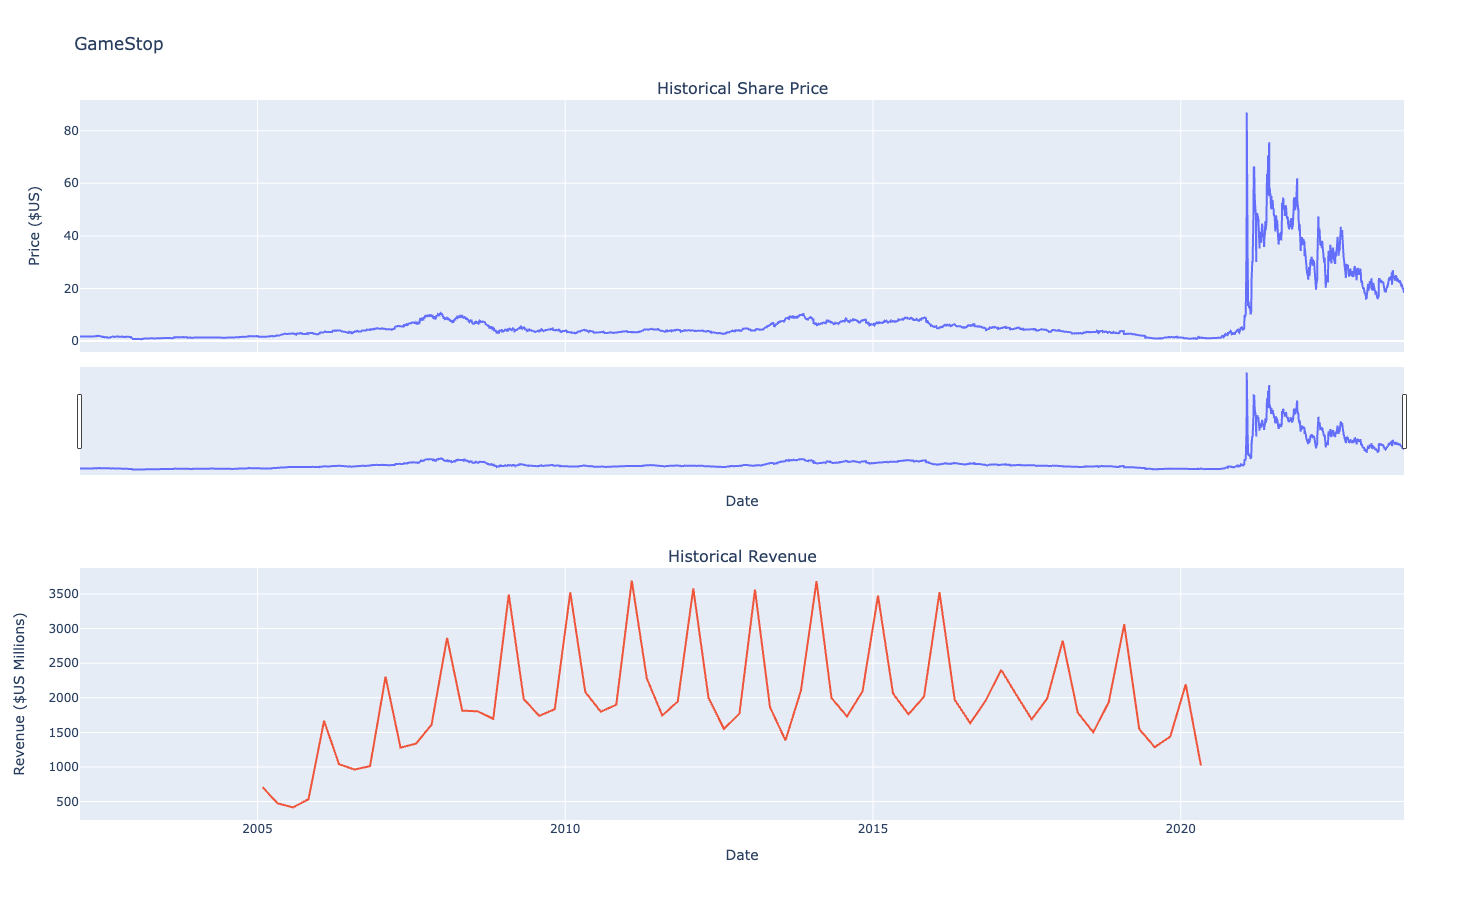 GameStop
Historical Share Price
Price ($US)
80
60
40
20
0
Date
Historical Revenue
Revenue ($US Millions)
3500
3000
2500
2000
1500
1000
500
2005 2010 2015 2020
Date